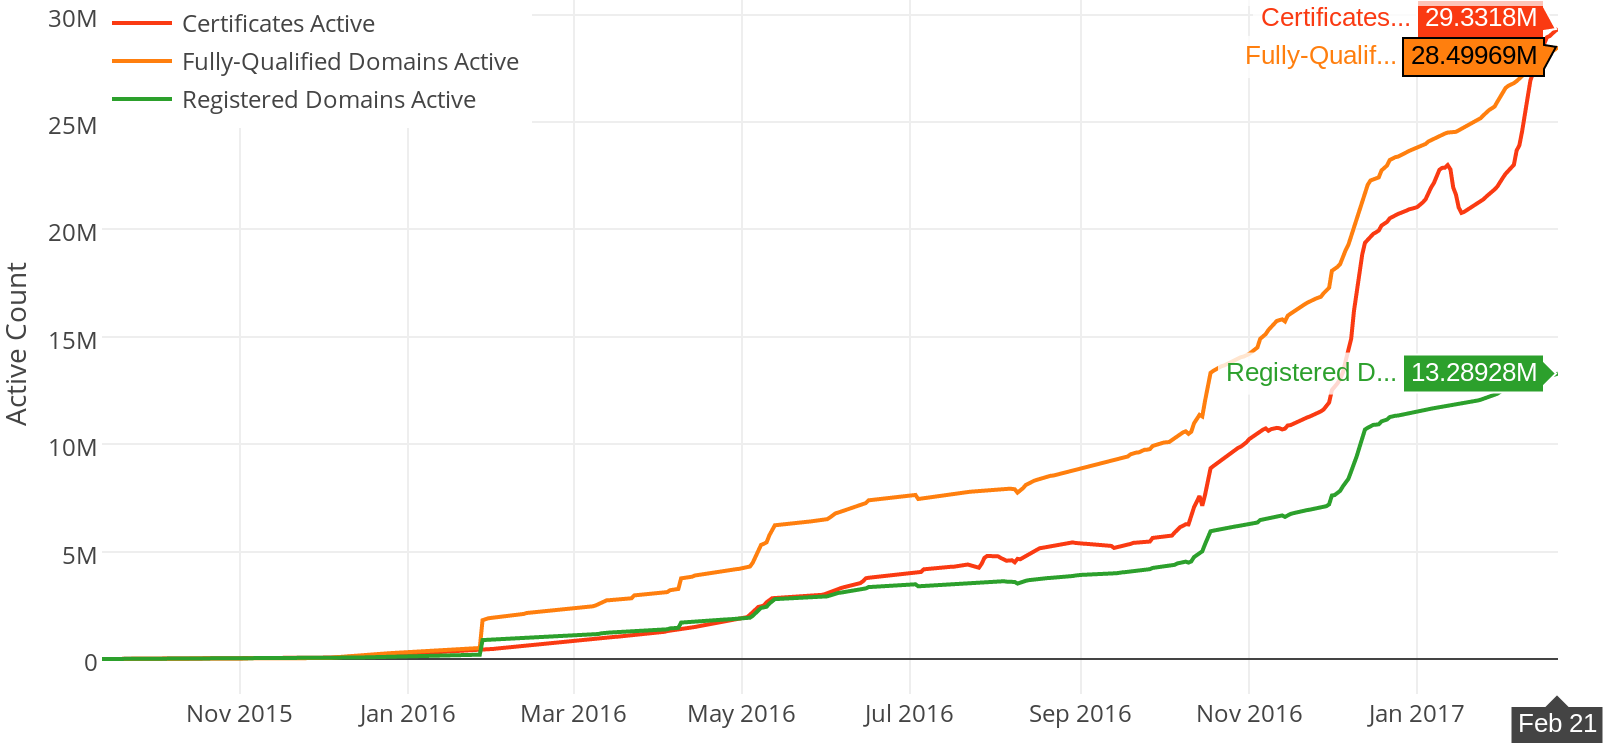 30M
Certificates Active
Fully-Qualified Domains Active
Registered Domains Active
Certificates... 29.3318M
Fully-Qualif... 28.49969M
25M
20M
15M
Registered D... 13.28928M
10M
5M
0
Active Count
Nov 2015
Jan 2016
Mar 2016
May 2016
Jul 2016
Sep 2016
Nov 2016
Jan 2017
Feb 21